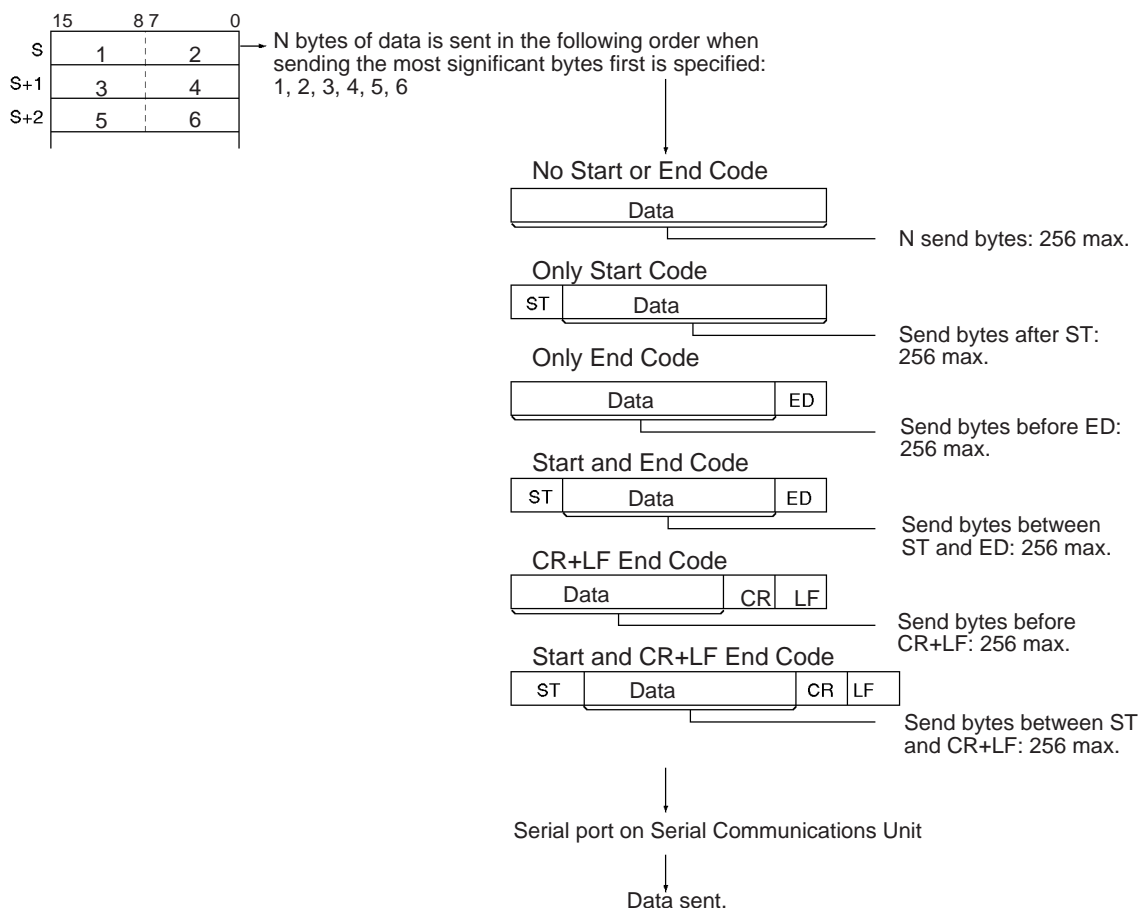 15 8 7 0
S 1 2
S+1 3 4
S+2 5 6
N bytes of data is sent in the following order when
sending the most significant bytes first is specified:
1, 2, 3, 4, 5, 6
No Start or End Code
Data
N send bytes: 256 max.
Only Start Code
ST Data
Send bytes after ST:
256 max.
Only End Code
Data ED
Send bytes before ED:
256 max.
Start and End Code
ST Data ED
Send bytes between
ST and ED: 256 max.
CR+LF End Code
Data CR LF
Send bytes before
CR+LF: 256 max.
Start and CR+LF End Code
ST Data CR LF
Send bytes between ST
and CR+LF: 256 max.
Serial port on Serial Communications Unit
Data sent.